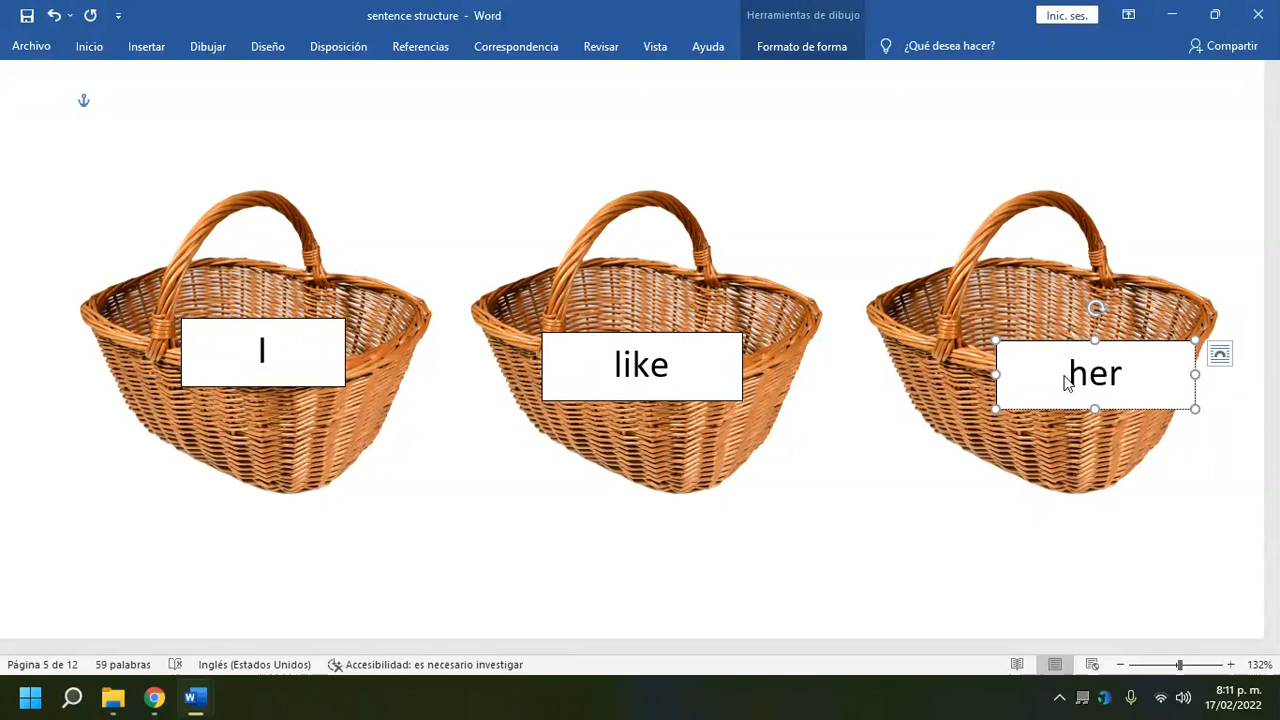 sentence structure - Word
Herramientas de dibujo
Inic. ses.
Archivo Inicio Insertar Dibujar Diseño Disposición Referencias Correspondencia Revisar Vista Ayuda Formato de forma ¿Qué desea hacer? Compartir
I
like
her
Página 5 de 12 59 palabras Inglés (Estados Unidos) Accesibilidad: es necesario investigar 132%
8:11 p. m.
17/02/2022